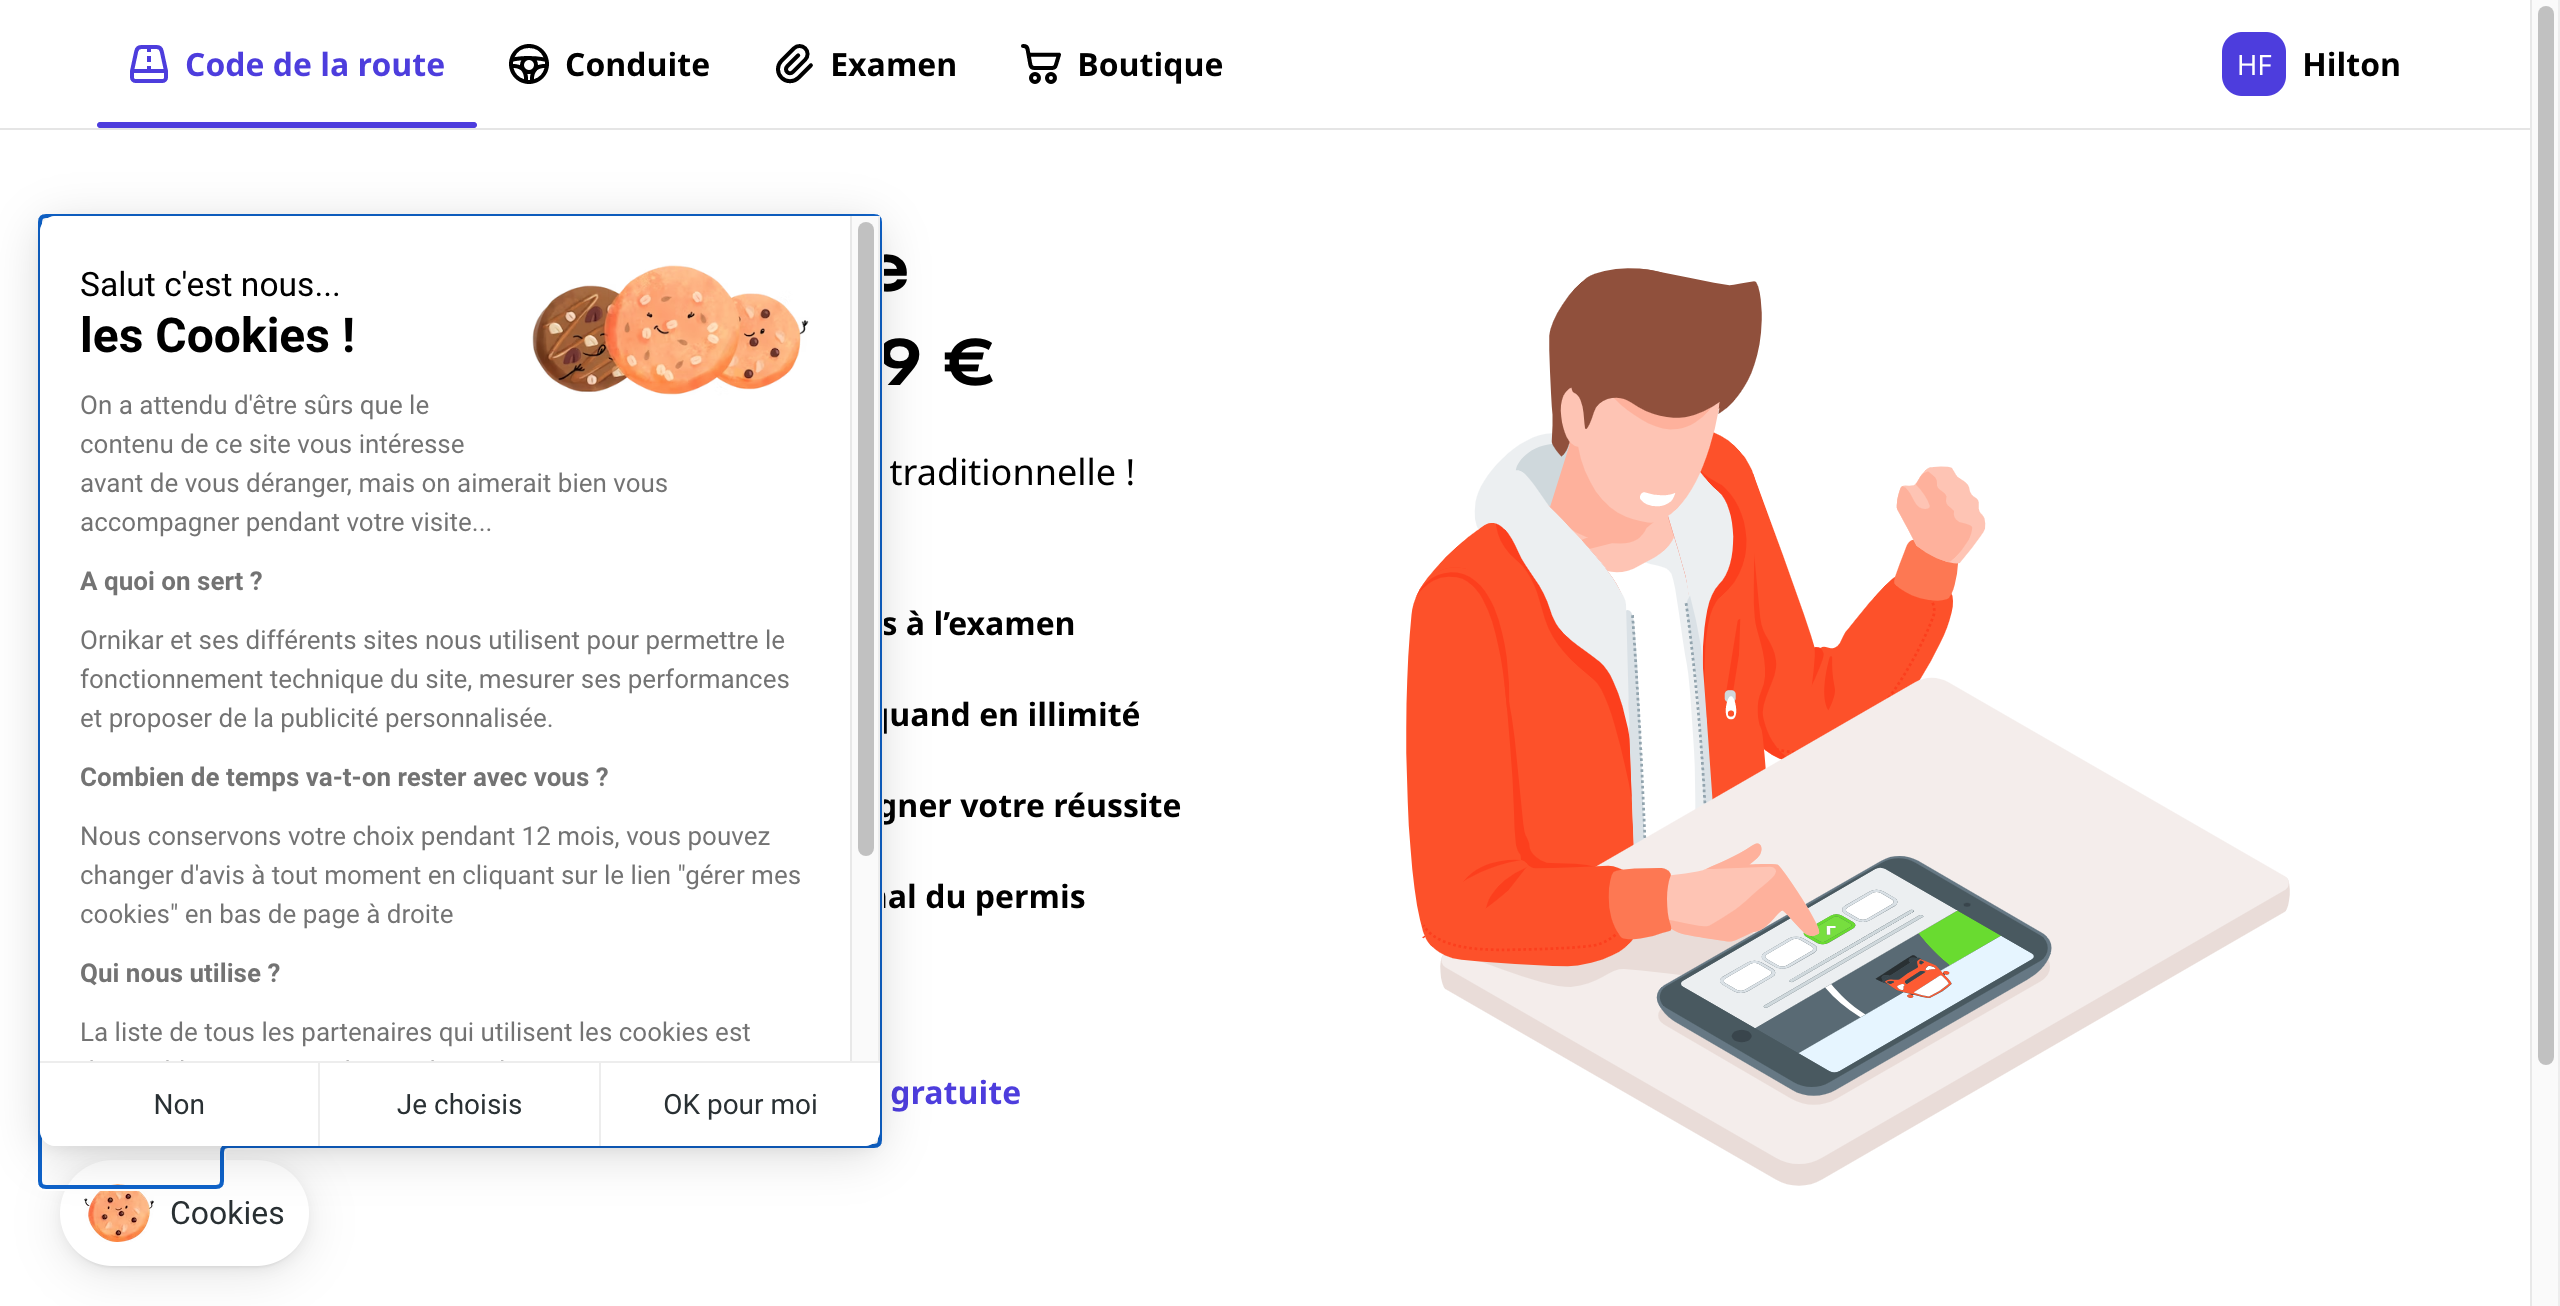 Code de la route
Conduite
Examen
Boutique
HF
Hilton
Salut c'est nous...
les Cookies !
On a attendu d'être sûrs que le
contenu de ce site vous intéresse
avant de vous déranger, mais on aimerait bien vous
accompagner pendant votre visite...
A quoi on sert ?
Ornikar et ses différents sites nous utilisent pour permettre le
fonctionnement technique du site, mesurer ses performances
et proposer de la publicité personnalisée.
Combien de temps va-t-on rester avec vous ?
Nous conservons votre choix pendant 12 mois, vous pouvez
changer d'avis à tout moment en cliquant sur le lien "gérer mes
cookies" en bas de page à droite
Qui nous utilise ?
La liste de tous les partenaires qui utilisent les cookies est
Non
Je choisis
OK pour moi
Cookies
e
9 €
traditionnelle !
s à l’examen
quand en illimité
gner votre réussite
al du permis
gratuite